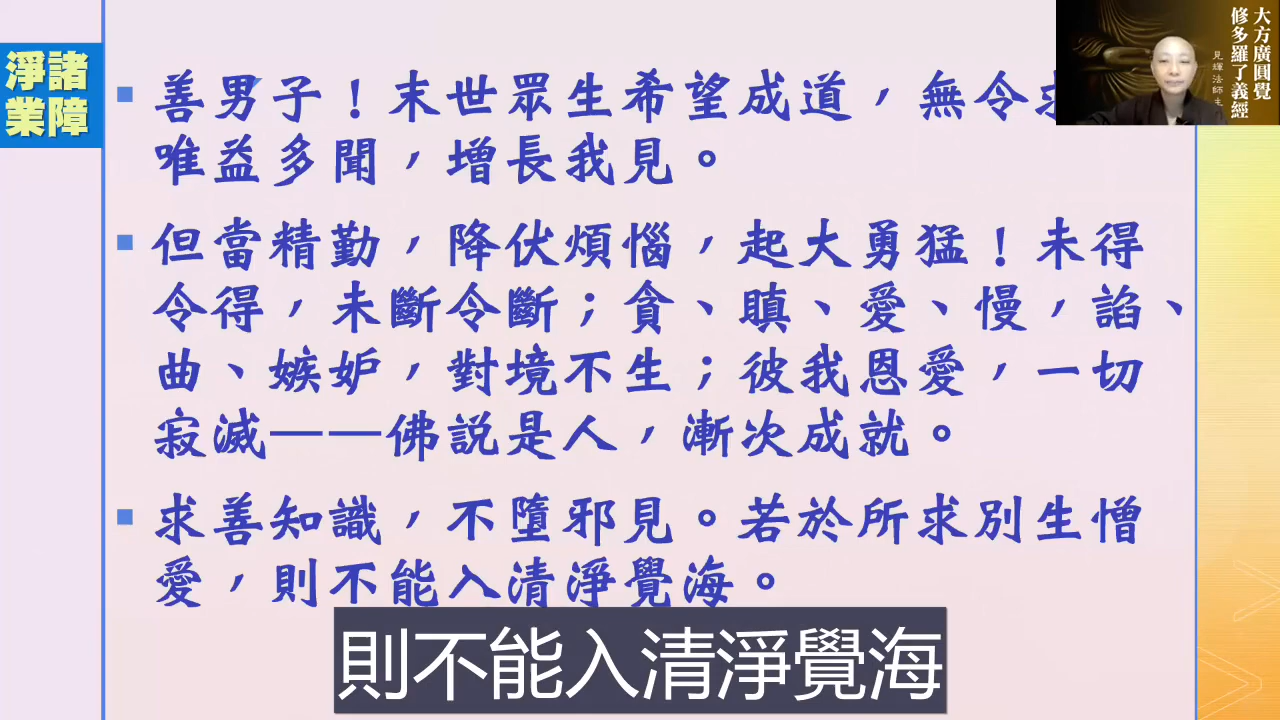 淨諸
業障
善男子！末世眾生希望成道，無令求
唯益多聞，增長我見。
但當精勤，降伏煩惱，起大勇猛！未得
令得，未斷令斷；貪、瞋、愛、慢，諂、
曲、嫉妒，對境不生；彼我恩愛，一切
寂滅——佛說是人，漸次成就。
求善知識，不墮邪見。若於所求別生憎
愛，則不能入清淨覺海。
則不能入清淨覺海
大方廣圓覺
修多羅了義經
見輝法師主